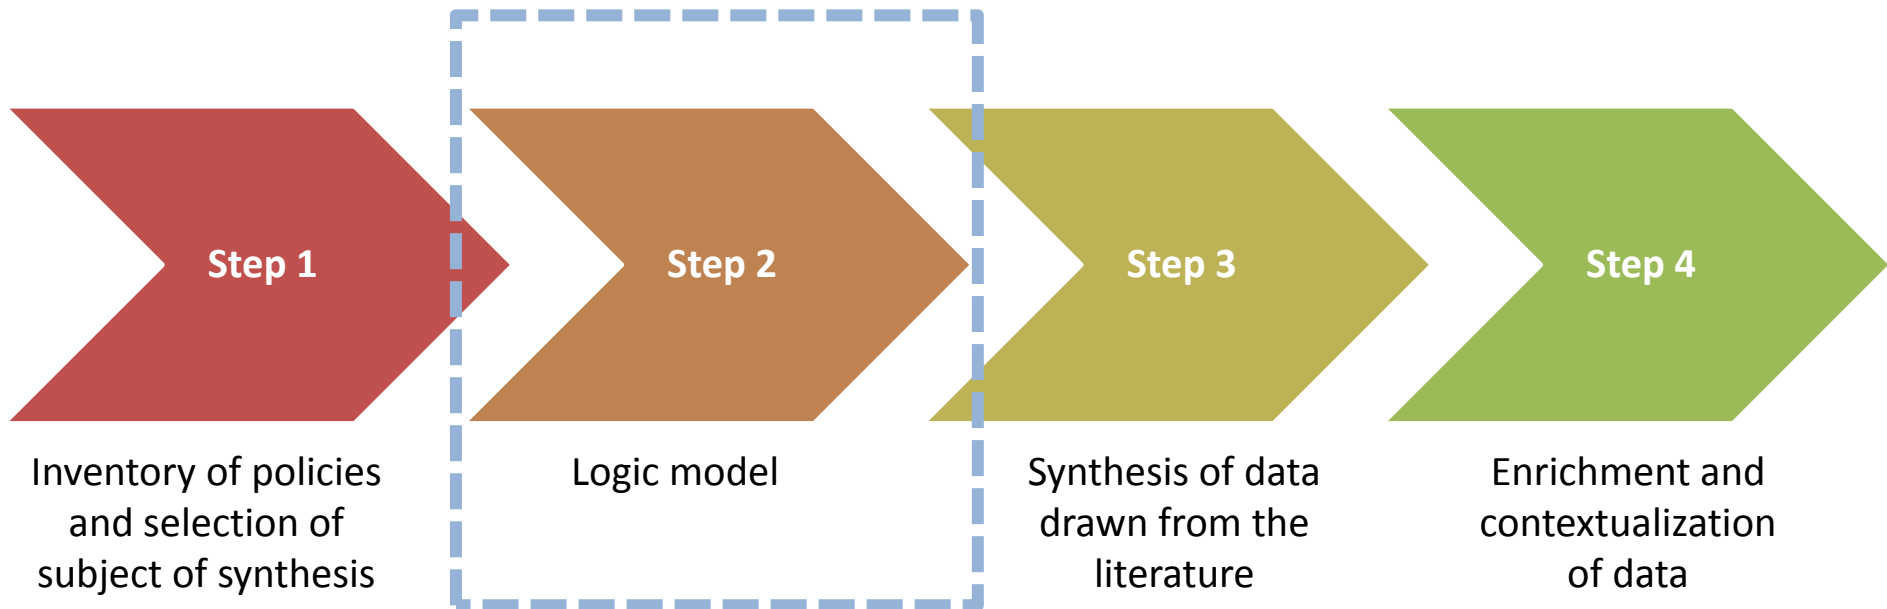 Step 1
Step 2
Step 3
Step 4
Inventory of policies
and selection of
subject of synthesis
Logic model
Synthesis of data
drawn from the
literature
Enrichment and
contextualization
of data